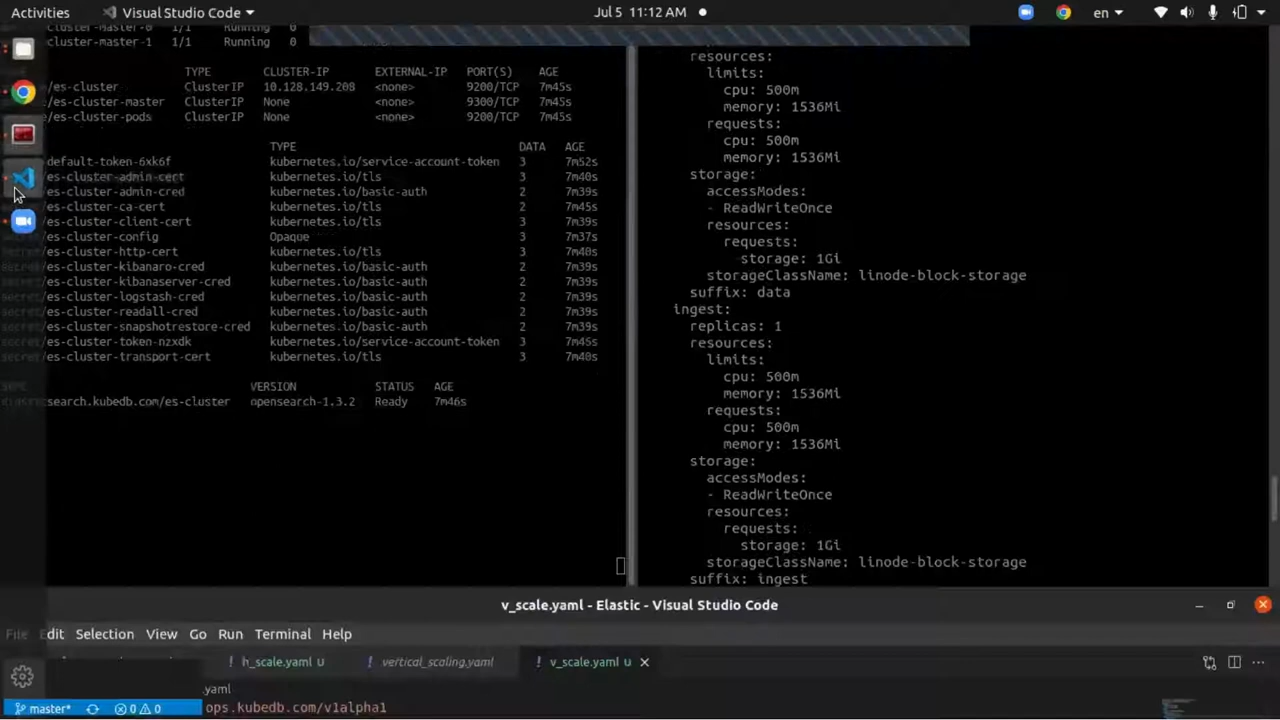 Activities
Visual Studio Code
Jul 5 11:12 AM
en
cluster-master-0 1/1 Running 0
cluster-master-1 1/1 Running 0
TYPE CLUSTER-IP EXTERNAL-IP PORT(S) AGE
/es-cluster ClusterIP 10.128.149.208 <none> 9200/TCP 7m45s
/es-cluster-master ClusterIP None <none> 9300/TCP 7m45s
/es-cluster-pods ClusterIP None <none> 9200/TCP 7m45s
TYPE DATA AGE
default-token-6xk6f kubernetes.io/service-account-token 3 7m52s
/es-cluster-admin-cert kubernetes.io/tls 3 7m40s
/es-cluster-admin-cred kubernetes.io/basic-auth 2 7m39s
/es-cluster-ca-cert kubernetes.io/tls 2 7m45s
/es-cluster-client-cert kubernetes.io/tls 3 7m39s
/es-cluster-config Opaque 3 7m37s
/es-cluster-http-cert kubernetes.io/tls 3 7m40s
/es-cluster-kibanaro-cred kubernetes.io/basic-auth 2 7m39s
/es-cluster-kibanaserver-cred kubernetes.io/basic-auth 2 7m39s
/es-cluster-logstash-cred kubernetes.io/basic-auth 2 7m39s
/es-cluster-readall-cred kubernetes.io/basic-auth 2 7m39s
/es-cluster-snapshotrestore-cred kubernetes.io/basic-auth 2 7m39s
/es-cluster-token-nzxdk kubernetes.io/service-account-token 3 7m46s
/es-cluster-transport-cert kubernetes.io/tls 3 7m40s
NAME VERSION STATUS AGE
search.kubedb.com/es-cluster opensearch-1.3.2 Ready 7m46s
resources:
limits:
cpu: 500m
memory: 1536Mi
requests:
cpu: 500m
memory: 1536Mi
storage:
accessModes:
- ReadWriteOnce
resources:
requests:
storage: 1Gi
storageClassName: linode-block-storage
suffix: data
ingest:
replicas: 1
resources:
limits:
cpu: 500m
memory: 1536Mi
requests:
cpu: 500m
memory: 1536Mi
storage:
accessModes:
- ReadWriteOnce
resources:
requests:
storage: 1Gi
storageClassName: linode-block-storage
suffix: ingest
v_scale.yaml - Elastic - Visual Studio Code
File Edit Selection View Go Run Terminal Help
! h_scale.yaml U
! vertical_scaling.yaml
! v_scale.yaml U
.yaml
ops.kubedb.com/v1alpha1
master* 0 0